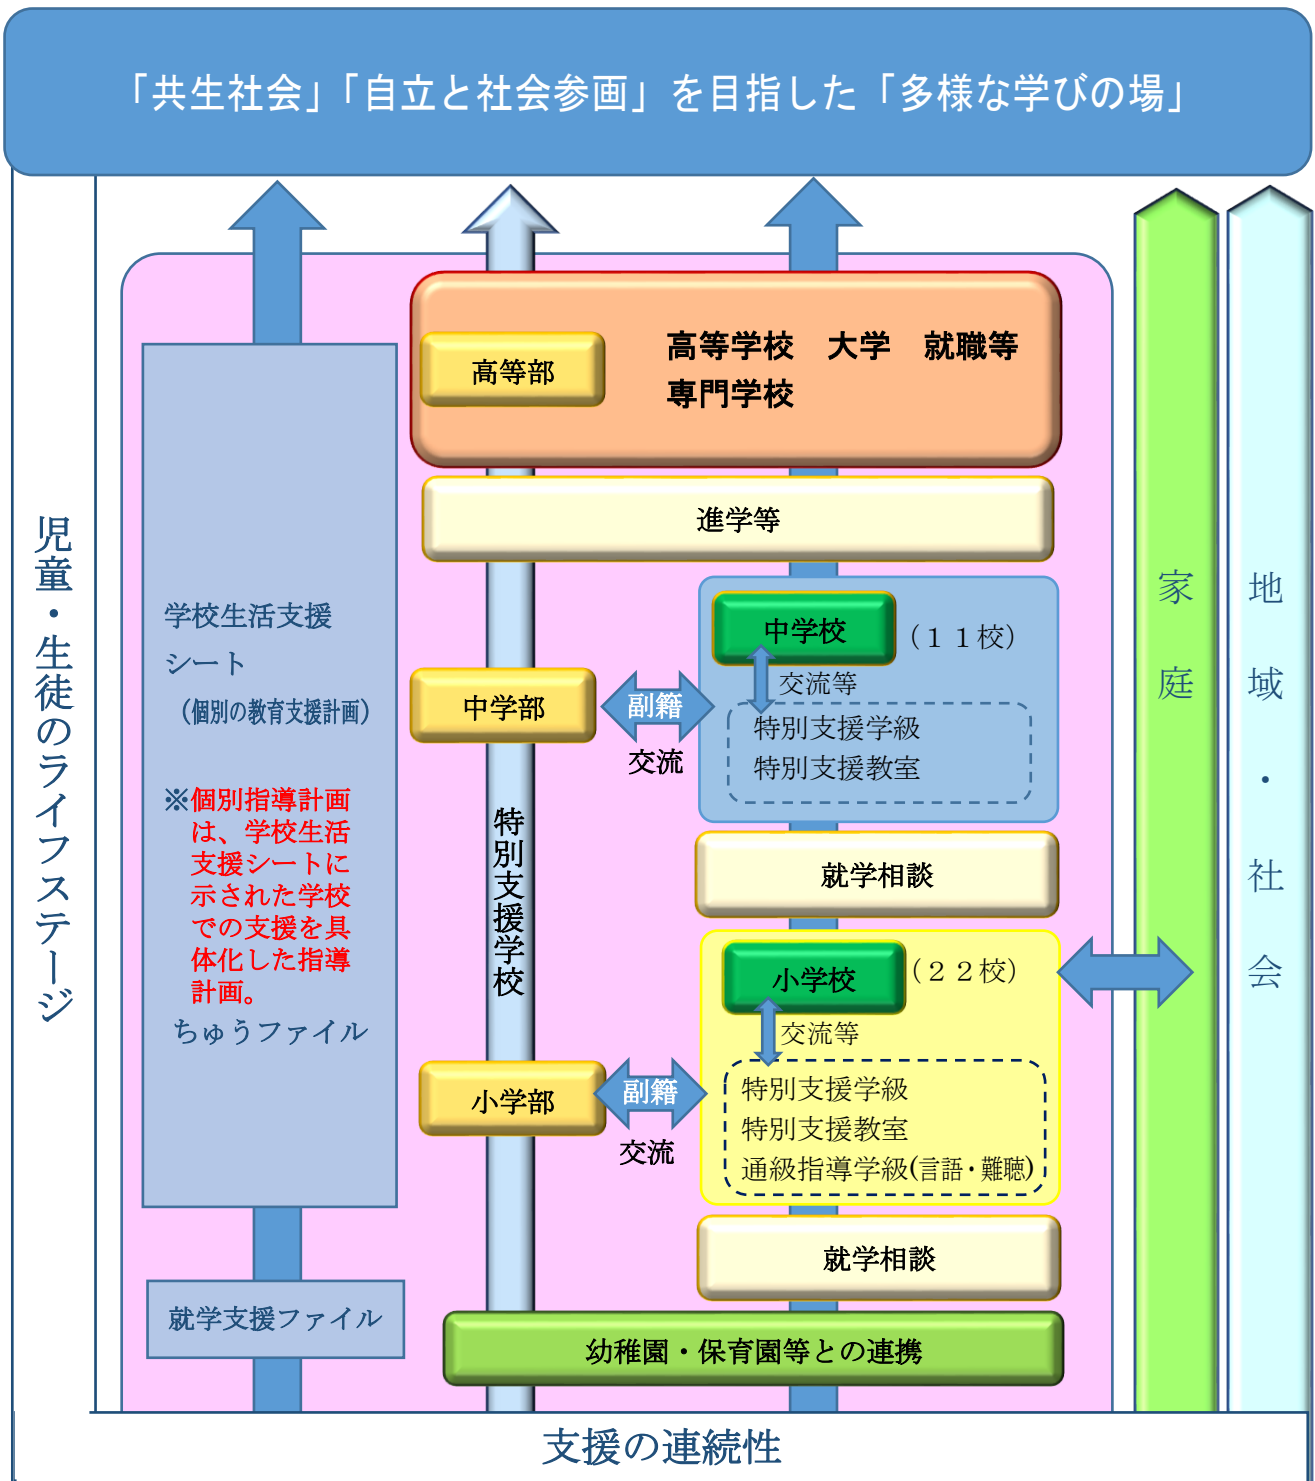 「共生社会」「自立と社会参画」を目指した「多様な学びの場」
児童・生徒のライフステージ
学校生活支援
シート
（個別の教育支援計画）
※個別指導計画
は、学校生活
支援シートに
示された学校
での支援を具
体化した指導
計画。
ちゅうファイル
就学支援ファイル
特別支援学校
高等部
高等学校　大学　就職等
専門学校
進学等
中学部
副籍
交流
中学校
（１１校）
交流等
特別支援学級
特別支援教室
就学相談
小学部
副籍
交流
小学校
（２２校）
交流等
特別支援学級
特別支援教室
通級指導学級(言語・難聴)
就学相談
幼稚園・保育園等との連携
家庭
地域・社会
支援の連続性